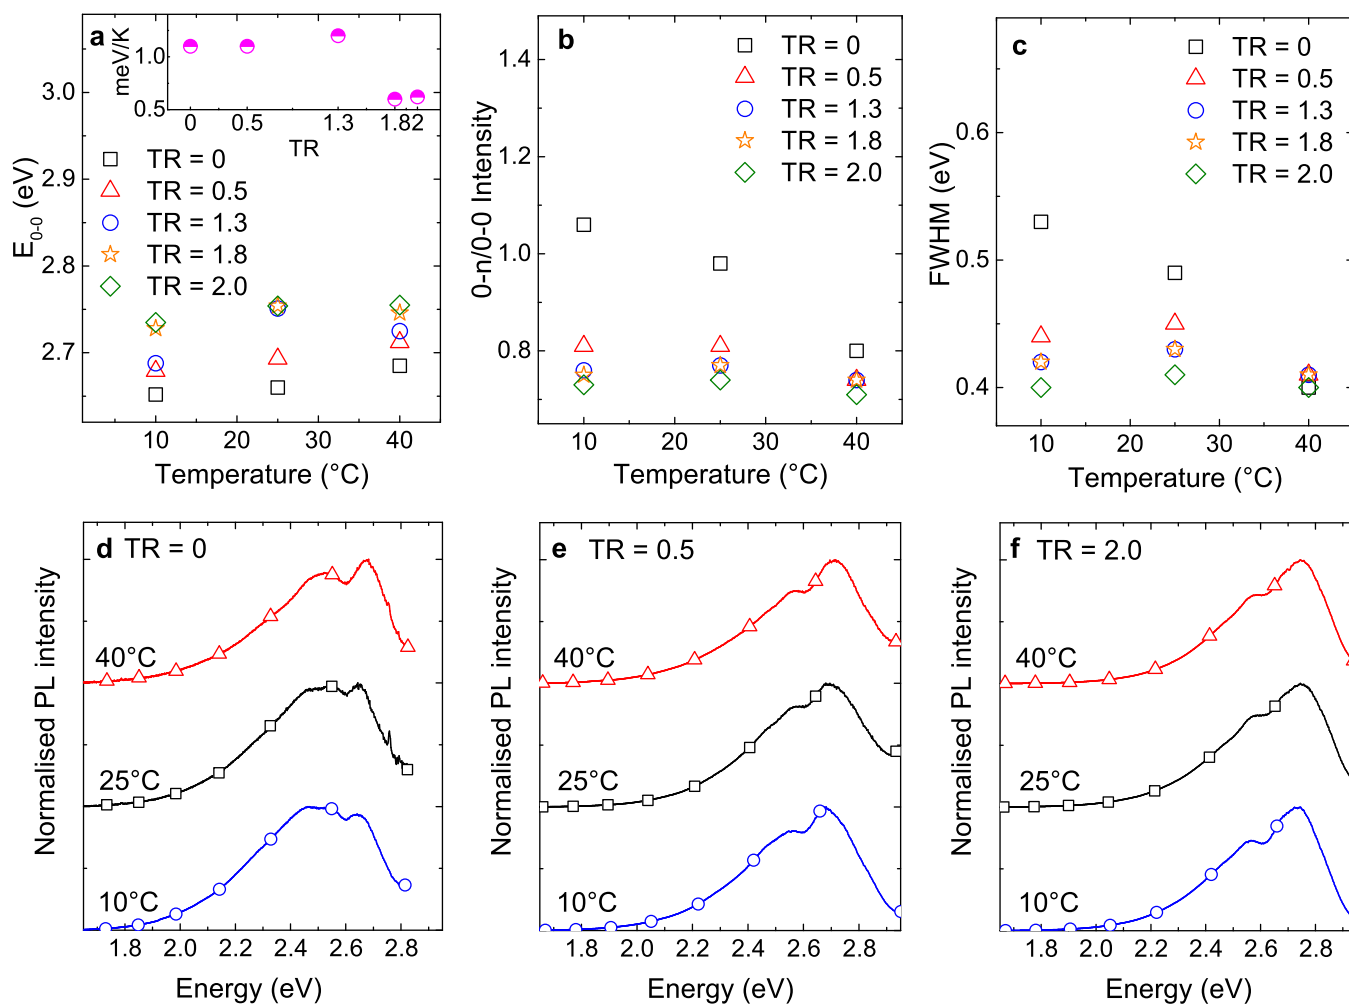 a
meV/K
1.0
0.5
0
0.5
1.3
1.82
TR
3.0
2.9
2.8
2.7
E0-0 (eV)
TR = 0
TR = 0.5
TR = 1.3
TR = 1.8
TR = 2.0
10
20
30
40
Temperature (°C)
b
1.4
1.2
1.0
0.8
0-n/0-0 Intensity
TR = 0
TR = 0.5
TR = 1.3
TR = 1.8
TR = 2.0
10
20
30
40
Temperature (°C)
c
0.6
0.5
0.4
FWHM (eV)
TR = 0
TR = 0.5
TR = 1.3
TR = 1.8
TR = 2.0
10
20
30
40
Temperature (°C)
d TR = 0
Normalised PL intensity
40°C
25°C
10°C
1.8 2.0 2.2 2.4 2.6 2.8
Energy (eV)
e TR = 0.5
Normalised PL intensity
40°C
25°C
10°C
1.8 2.0 2.2 2.4 2.6 2.8
Energy (eV)
f TR = 2.0
Normalised PL intensity
40°C
25°C
10°C
1.8 2.0 2.2 2.4 2.6 2.8
Energy (eV)